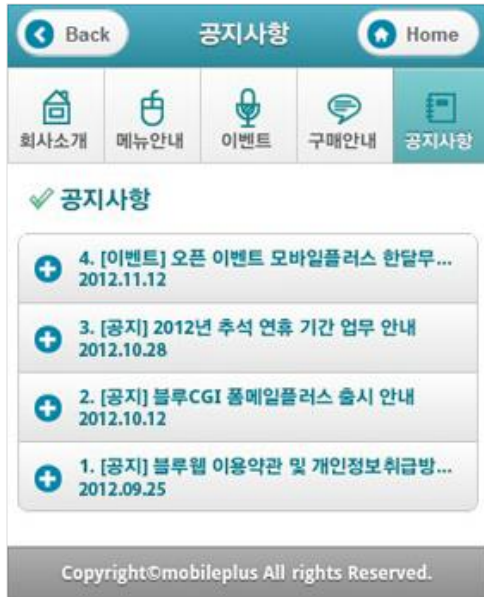 Back 공지사항 Home
회사소개 메뉴안내 이벤트 구매안내 공지사항
공지사항
4. [이벤트] 오픈 이벤트 모바일플러스 한달무...
2012.11.12
3. [공지] 2012년 추석 연휴 기간 업무 안내
2012.10.28
2. [공지] 블루CGI 폼메일플러스 출시 안내
2012.10.12
1. [공지] 블루웹 이용약관 및 개인정보취급방...
2012.09.25
Copyright©mobileplus All rights Reserved.